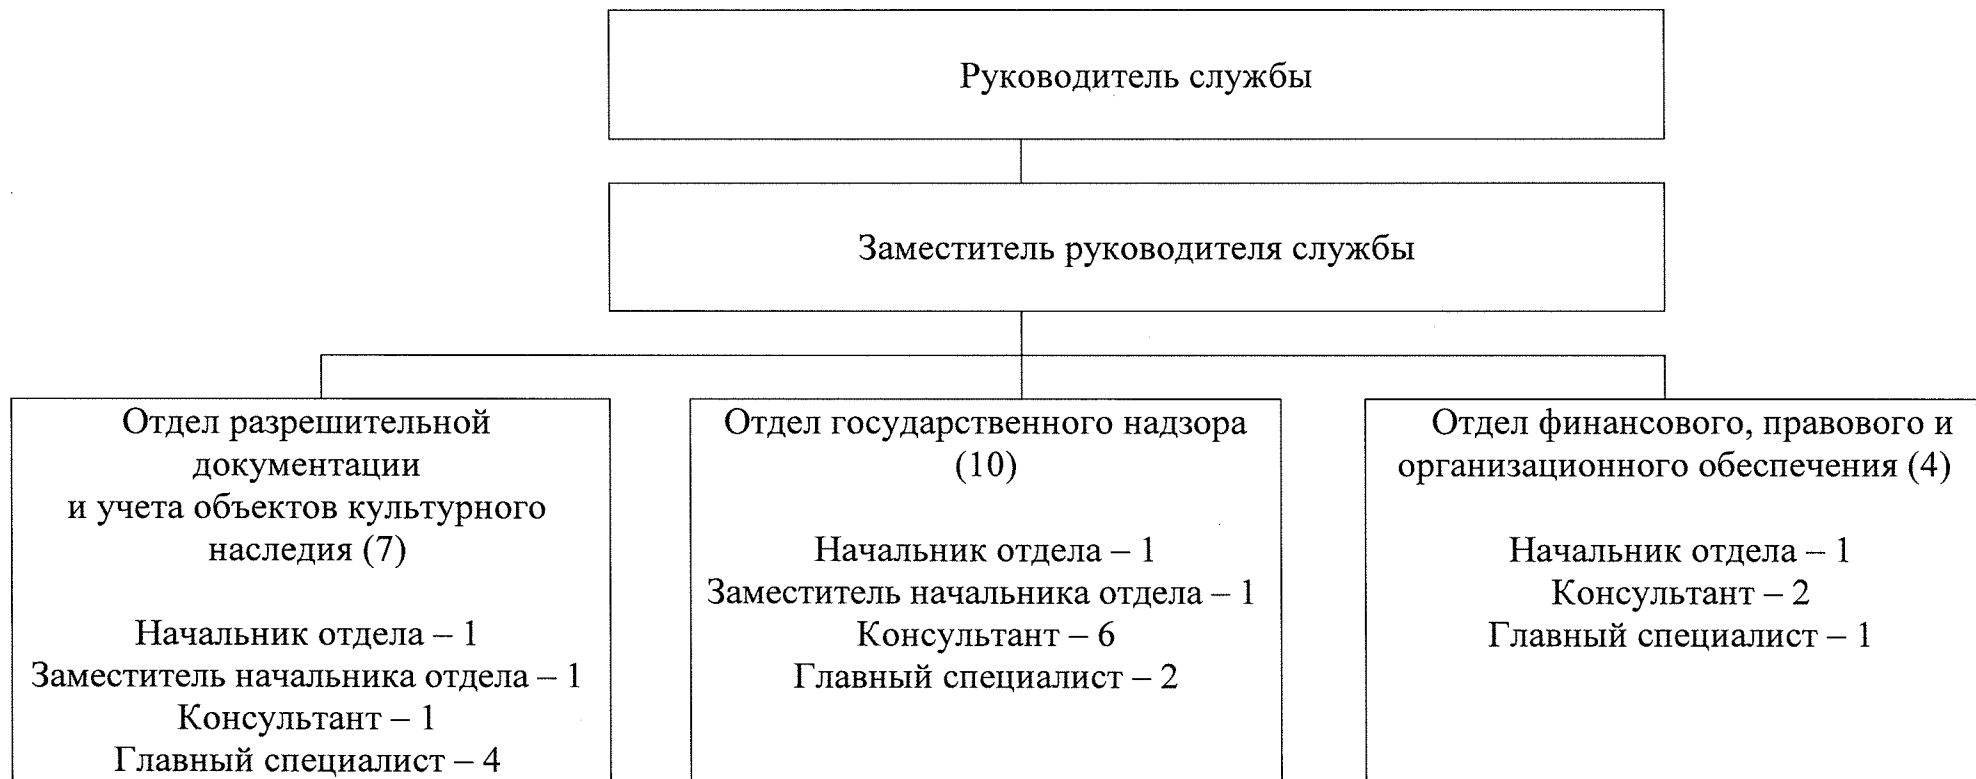 Руководитель службы
Заместитель руководителя службы
Отдел разрешительной
документации
и учета объектов культурного
наследия (7)
Начальник отдела – 1
Заместитель начальника отдела – 1
Консультант – 1
Главный специалист – 4
Отдел государственного надзора
(10)
Начальник отдела – 1
Заместитель начальника отдела – 1
Консультант – 6
Главный специалист – 2
Отдел финансового, правового и
организационного обеспечения (4)
Начальник отдела – 1
Консультант – 2
Главный специалист – 1